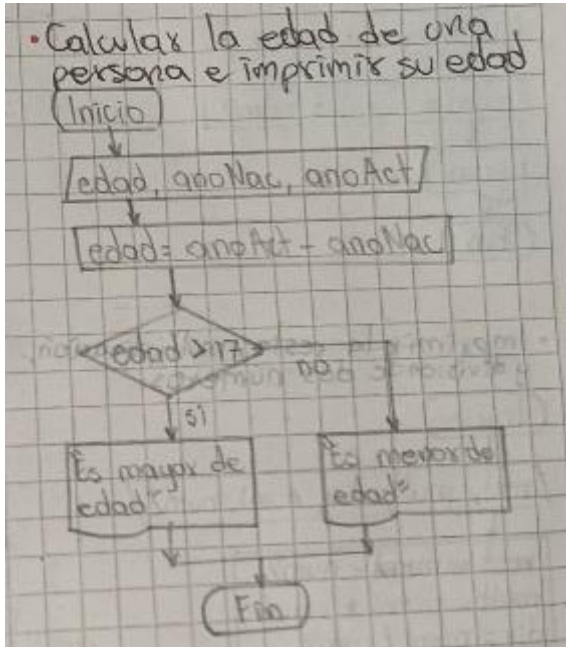 • Calcular la edad de una
persona e imprimir su edad
Inicio
edad, anoNac, anoAct
edad = anoAct - anoNac
edad > 17
no
si
Es mayor de
edad"
Es menor de
edad"
Fin